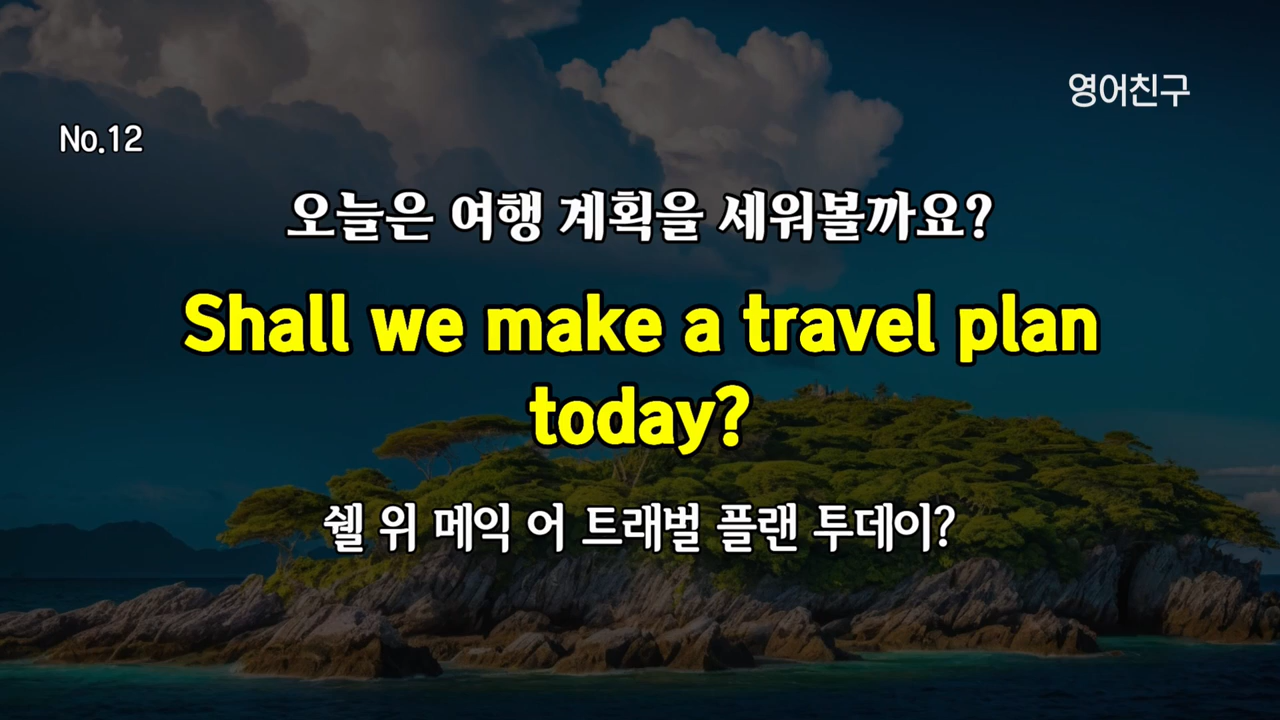 영어친구
No.12
오늘은 여행 계획을 세워볼까요?
Shall we make a travel plan
today?
쉘 위 메익 어 트래벌 플랜 투데이?